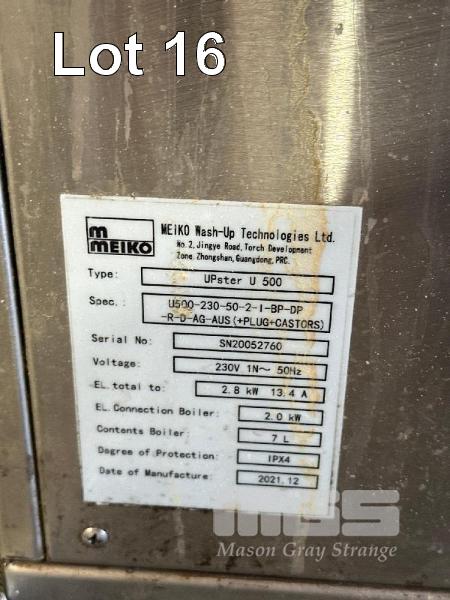 Lot 16
m
MEIKO
MEIKO Wash-Up Technologies Ltd.
No. 2, Jingye Road, Torch Development
Zone. Zhongshan, Guangdong, PRC.
Type: UPster U 500
Spec.: U500-230-50-2-I-BP-DP
-R-D-AG-AUS(+PLUG+CASTORS)
Serial No: SN20052760
Voltage: 230V 1N~ 50Hz
EL. total to: 2.8 kW 13.4 A
EL. Connection Boiler: 2.0 kW
Contents Boiler: 7 L
Degree of Protection: IPX4
Date of Manufacture: 2021.12
MGS
Mason Gray Strange